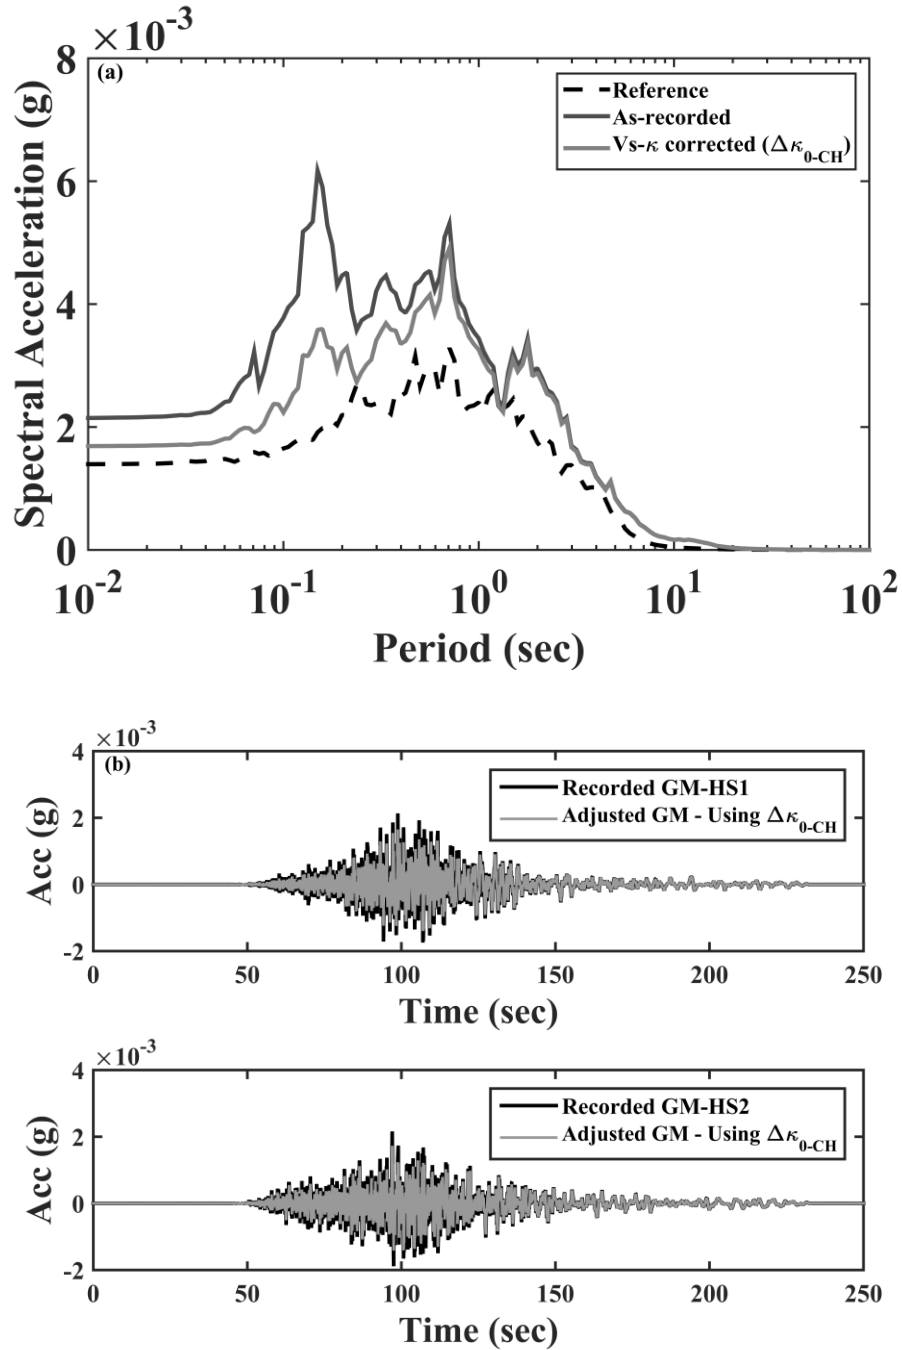 ×10⁻³
8
(a)
Reference
As-recorded
Vs-κ corrected (Δκ₀₋CH)
6
4
2
0
Spectral Acceleration (g)
10⁻² 10⁻¹ 10⁰ 10¹ 10²
Period (sec)
×10⁻³
4
(b)
Recorded GM-HS1
Adjusted GM - Using Δκ₀₋CH
2
0
-2
Acc (g)
0 50 100 150 200 250
Time (sec)
×10⁻³
4
Recorded GM-HS2
Adjusted GM - Using Δκ₀₋CH
2
0
-2
Acc (g)
0 50 100 150 200 250
Time (sec)